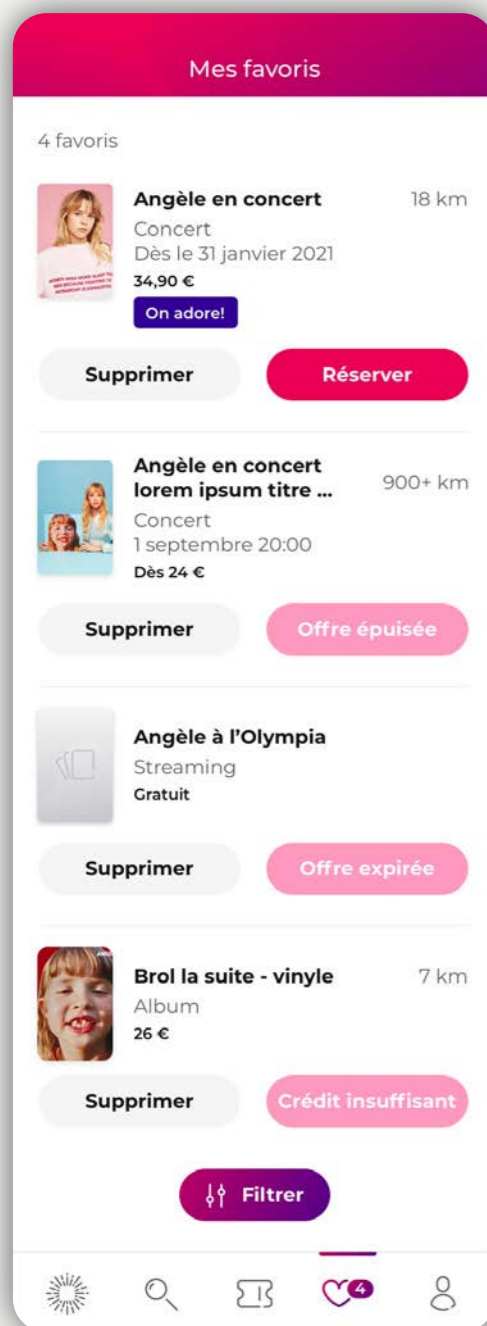 Mes favoris
4 favoris
Angèle en concert
18 km
Concert
Dès le 31 janvier 2021
34,90 €
On adore!
Supprimer
Réserver
Angèle en concert
lorem ipsum titre ...
900+ km
Concert
1 septembre 20:00
Dès 24 €
Supprimer
Offre épuisée
Angèle à l’Olympia
Streaming
Gratuit
Supprimer
Offre expirée
Brol la suite - vinyle
7 km
Album
26 €
Supprimer
Crédit insuffisant
Filtrer
4